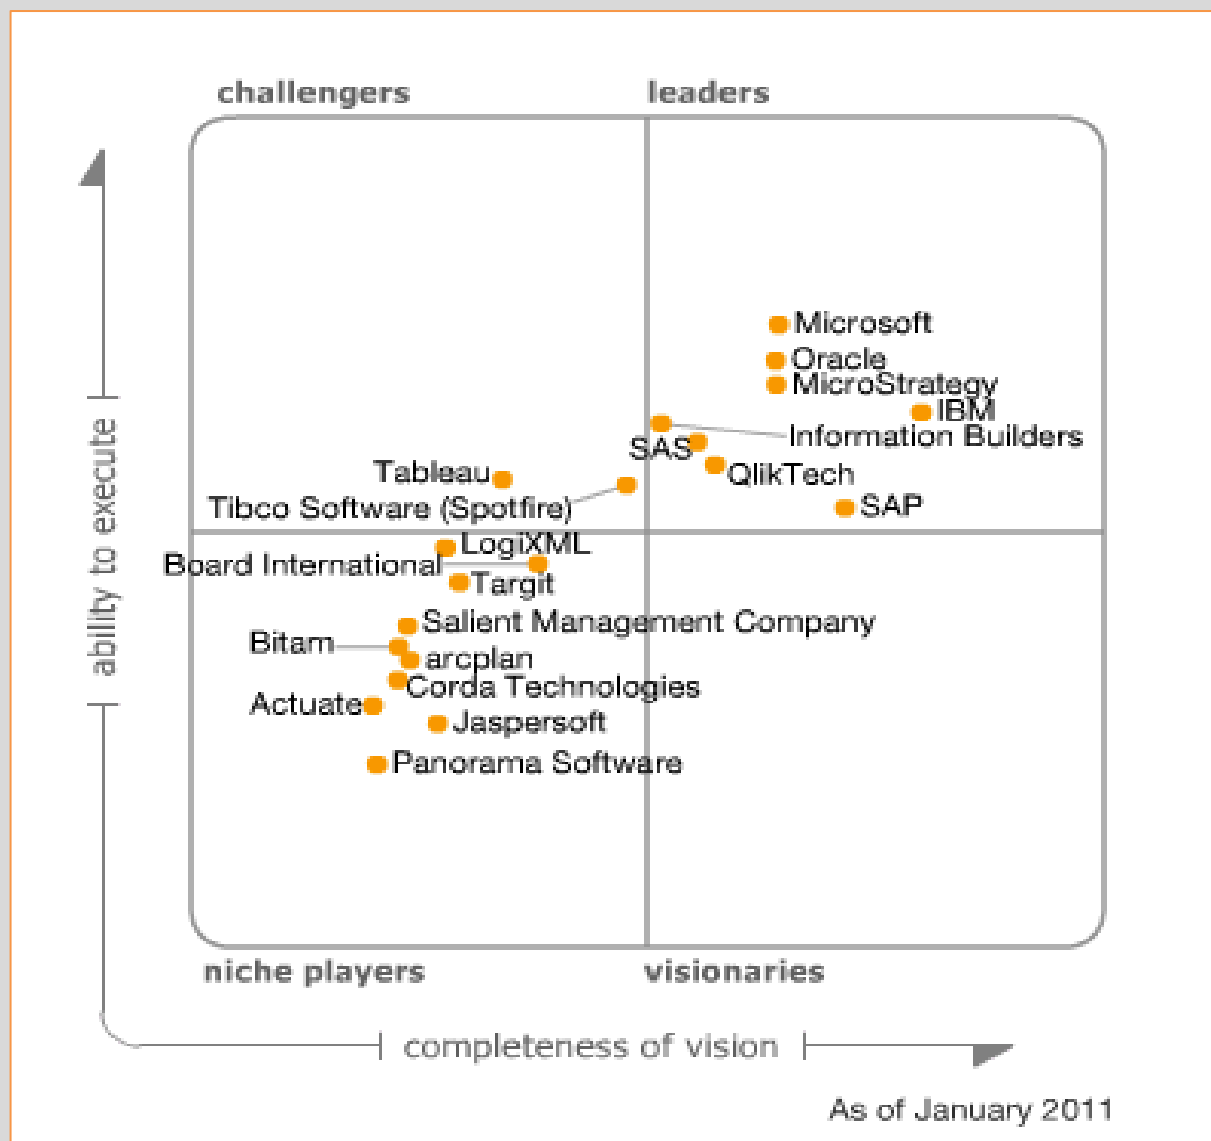 challengers
leaders
Microsoft
Oracle
MicroStrategy
IBM
Information Builders
SAS
Tableau
QlikTech
Tibco Software (Spotfire)
SAP
ability to execute
LogiXML
Board International
Targit
Salient Management Company
Bitam
arcplan
Corda Technologies
Actuate
Jaspersoft
Panorama Software
niche players
visionaries
completeness of vision
As of January 2011